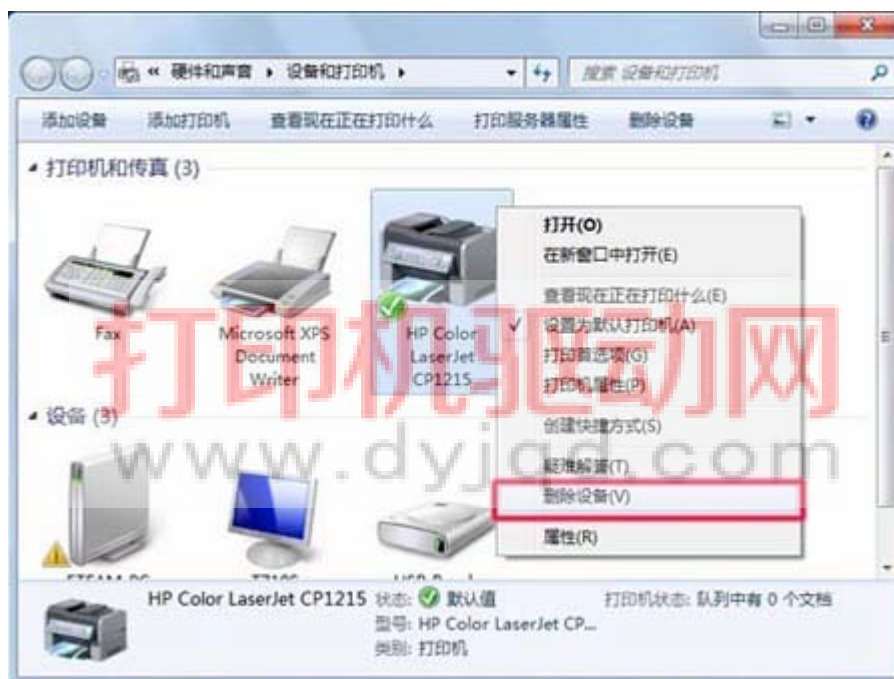 « 硬件和声音 ▸ 设备和打印机 ▸
搜索 设备和打印机
添加设备 添加打印机 查看现在正在打印什么 打印服务器属性 删除设备
打印机和传真 (3)
Fax
Microsoft XPS
Document
Writer
HP Color
LaserJet
CP1215
打开(O)
在新窗口中打开(E)
查看现在正在打印什么(E)
设置为默认打印机(A)
打印首选项(G)
打印机属性(P)
创建快捷方式(S)
疑难解答(T)
删除设备(V)
属性(R)
打印机驱动网
www.dyjqd.com
设备 (3)
HP Color LaserJet CP1215 状态: 默认值 打印机状态: 队列中有 0 个文档
型号: HP Color LaserJet CP...
类别: 打印机